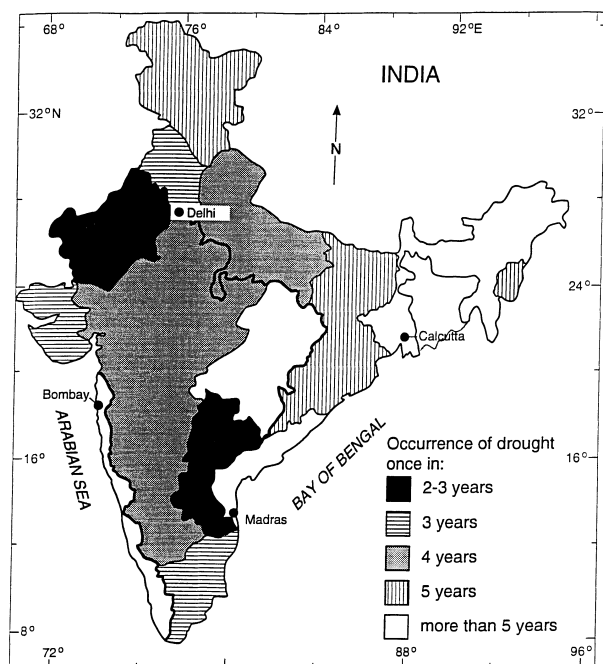 68° 76° 84° 92°E
INDIA
32°N 32°
N
Delhi
24°
Calcutta
Bombay
ARABIAN SEA
BAY OF BENGAL
Occurrence of drought
once in:
16° 16°
2-3 years
Madras
3 years
4 years
5 years
8° more than 5 years
72° 88° 96°